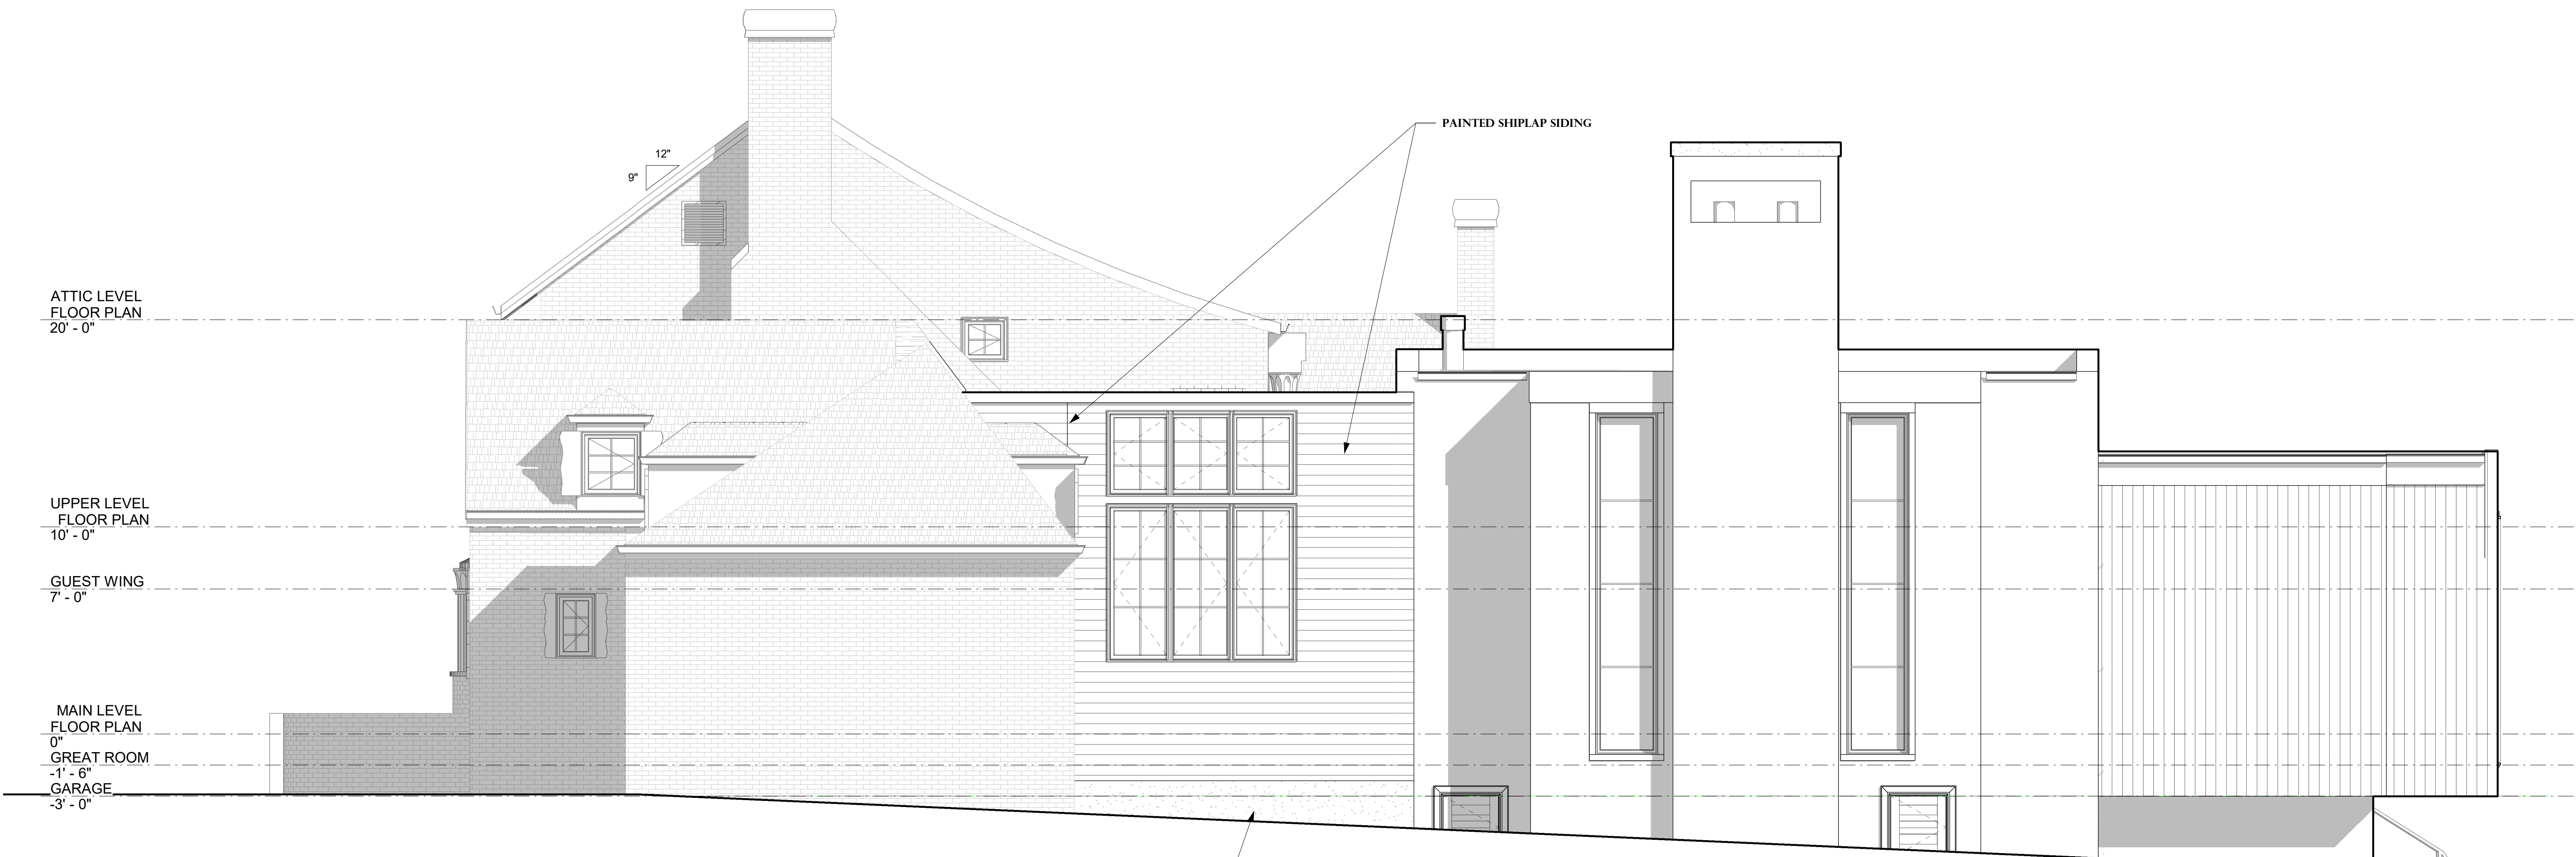 PAINTED SHIPLAP SIDING
12"
9"
ATTIC LEVEL
FLOOR PLAN
20' - 0"
UPPER LEVEL
FLOOR PLAN
10' - 0"
GUEST WING
7' - 0"
MAIN LEVEL
FLOOR PLAN
0"
GREAT ROOM
-1' - 6"
GARAGE
-3' - 0"